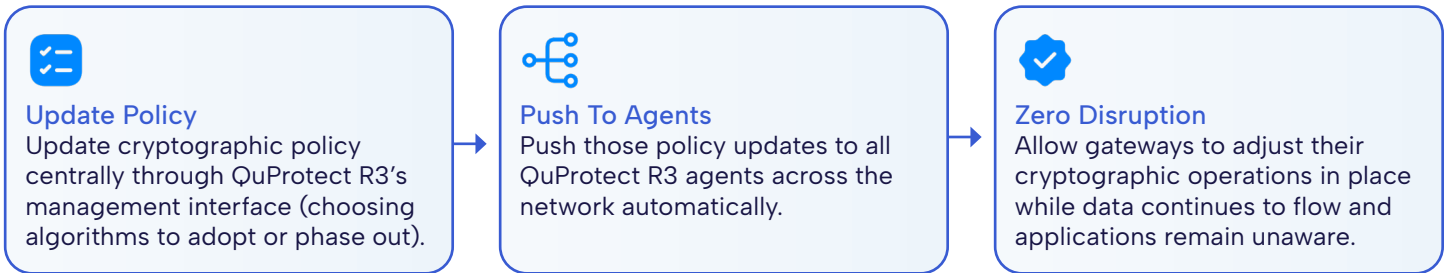 Update Policy
Update cryptographic policy
centrally through QuProtect R3’s
management interface (choosing
algorithms to adopt or phase out).
Push To Agents
Push those policy updates to all
QuProtect R3 agents across the
network automatically.
Zero Disruption
Allow gateways to adjust their
cryptographic operations in place
while data continues to flow and
applications remain unaware.